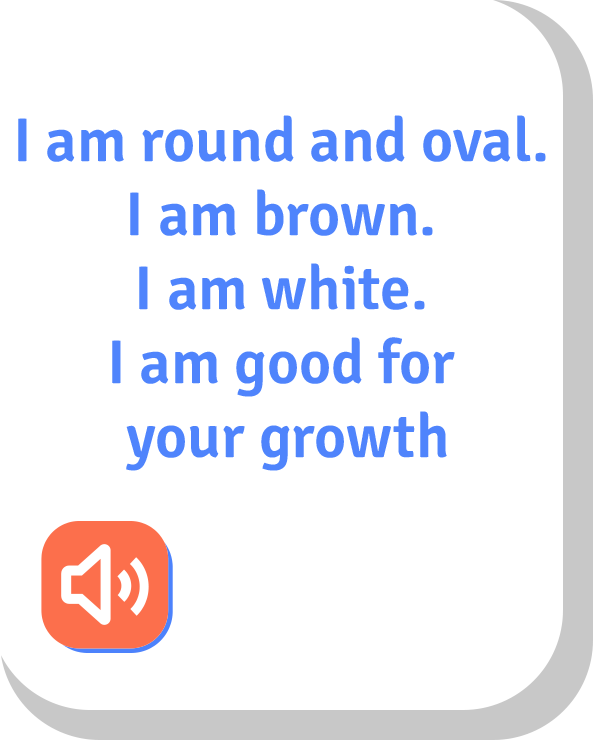 I am round and oval.
I am brown.
I am white.
I am good for
your growth